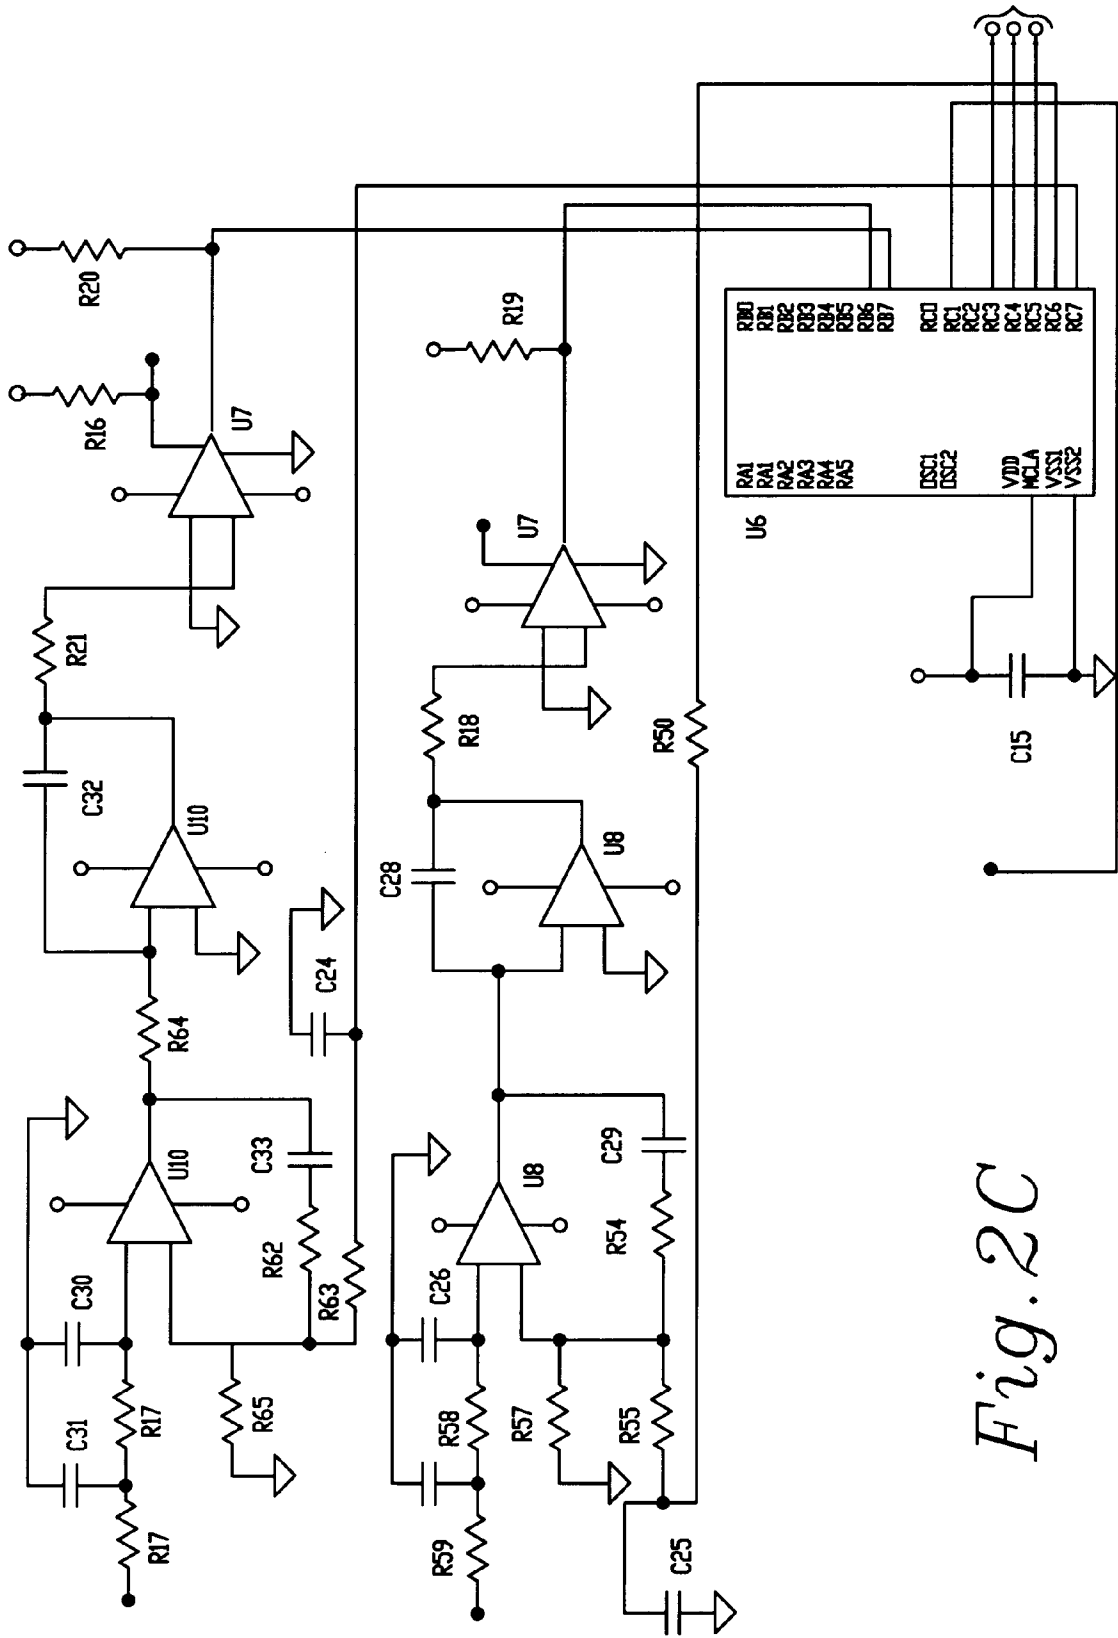 R20
R16
U7
R21
C32
U10
R64
C24
U10
C33
R62
R63
C30
C31
R17
R17
R65
R19
U7
R18
C28
U8
U8
C29
R54
C26
R58
R57
R55
R59
C25
R50
U6
RA1
RA1
RA2
RA3
RA4
RA5
OSC1
OSC2
VDD
MCLA
VSS1
VSS2
RB0
RB1
RB2
RB3
RB4
RB5
RB6
RB7
RC0
RC1
RC2
RC3
RC4
RC5
RC6
RC7
C15
Fig. 2C